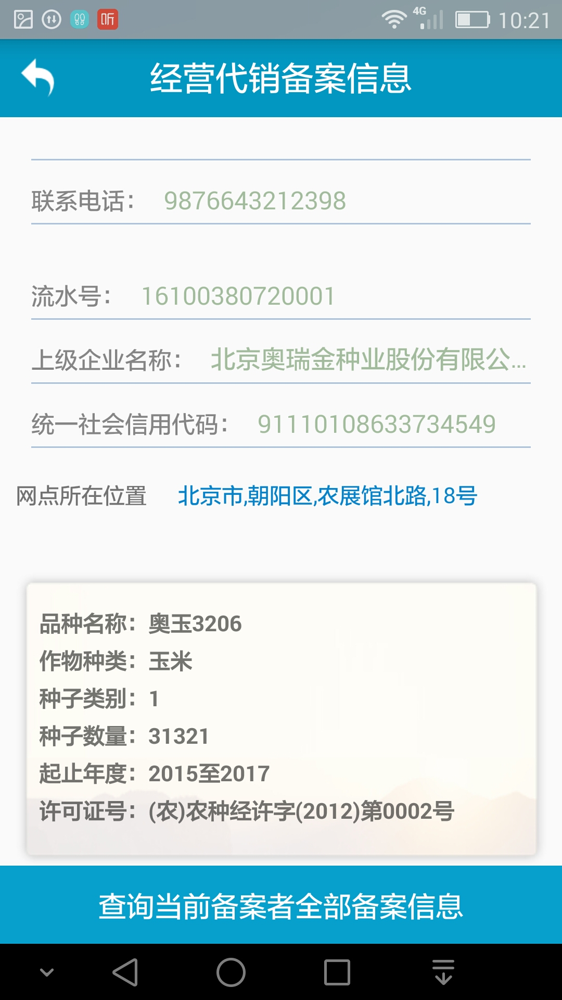 听 4G 10:21
经营代销备案信息
联系电话： 9876643212398
流水号： 16100380720001
上级企业名称： 北京奥瑞金种业股份有限公...
统一社会信用代码： 91110108633734549
网点所在位置 北京市,朝阳区,农展馆北路,18号
品种名称：奥玉3206
作物种类：玉米
种子类别：1
种子数量：31321
起止年度：2015至2017
许可证号：(农)农种经许字(2012)第0002号
查询当前备案者全部备案信息